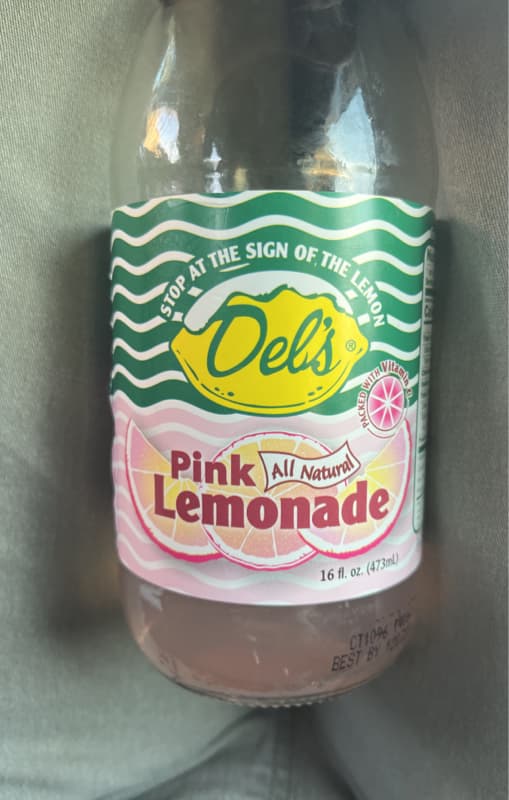 STOP AT THE SIGN OF THE LEMON
Del's®
PACKED WITH Vitamin C
Pink
All Natural
Lemonade
16 fl. oz. (473mL)
CT1096
BEST BY